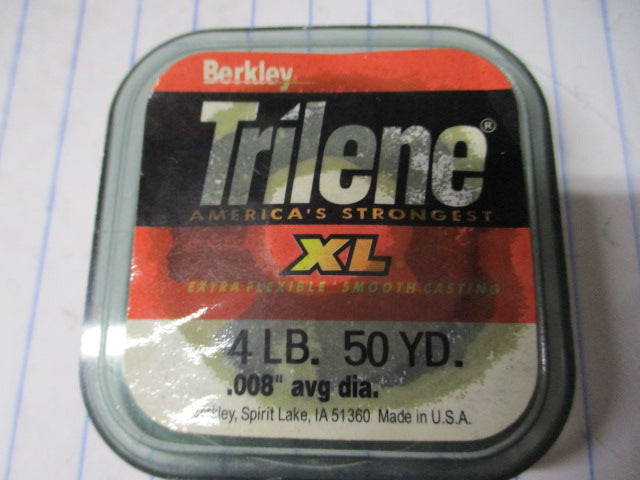 Berkley
Trilene®
AMERICA'S STRONGEST
XL
EXTRA FLEXIBLE · SMOOTH CASTING
4 LB. 50 YD.
.008" avg dia.
Berkley, Spirit Lake, IA 51360 Made in U.S.A.